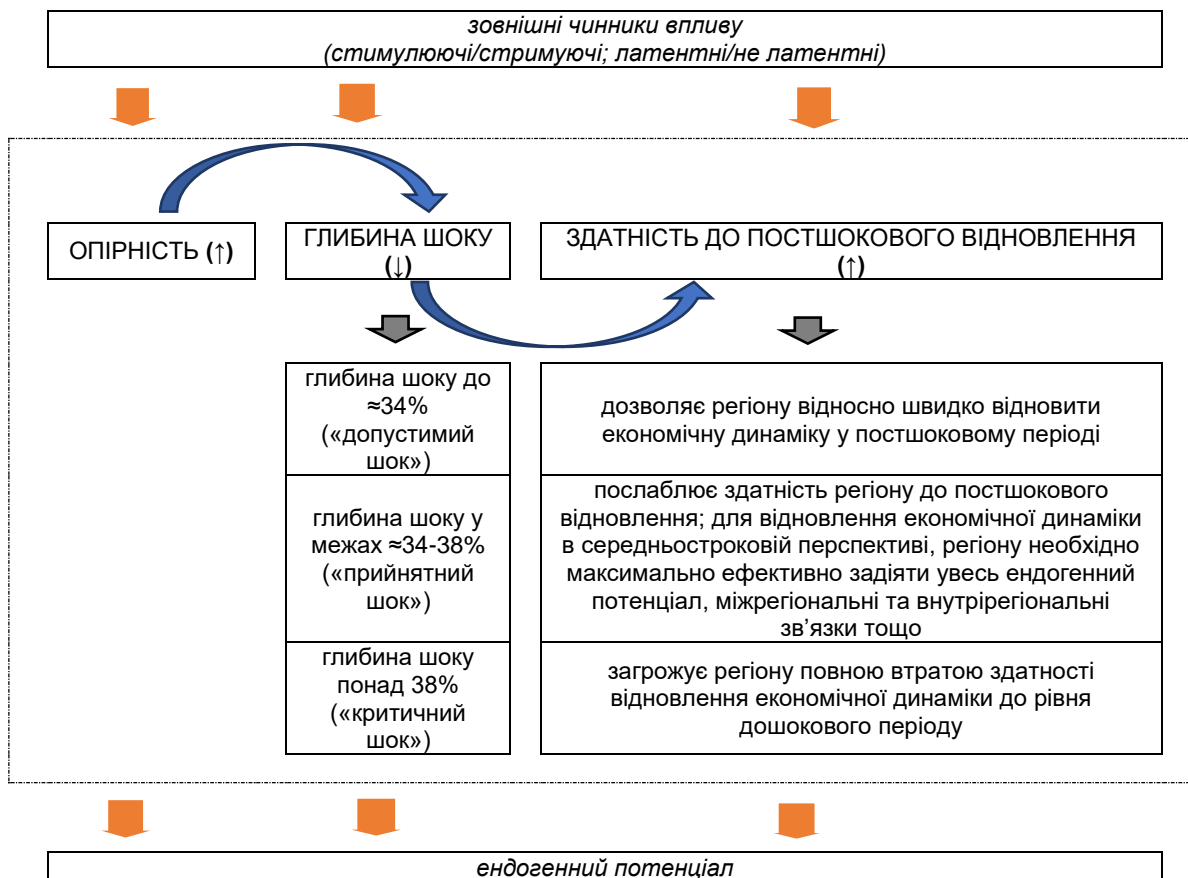 зовнішні чинники впливу
(стимулюючі/стримуючі; латентні/не латентні)
ОПІРНІСТЬ (↑)
ГЛИБИНА ШОКУ
(↓)
ЗДАТНІСТЬ ДО ПОСТШОКОВОГО ВІДНОВЛЕННЯ
(↑)
глибина шоку до
≈34%
(«допустимий
шок»)
дозволяє регіону відносно швидко відновити
економічну динаміку у постшоковому періоді
глибина шоку у
межах ≈34-38%
(«прийнятний
шок»)
послаблює здатність регіону до постшокового
відновлення; для відновлення економічної динаміки
в середньостроковій перспективі, регіону необхідно
максимально ефективно задіяти увесь ендогенний
потенціал, міжрегіональні та внутрірегіональні
зв’язки тощо
глибина шоку
понад 38%
(«критичний
шок»)
загрожує регіону повною втратою здатності
відновлення економічної динаміки до рівня
дошокового періоду
ендогенний потенціал